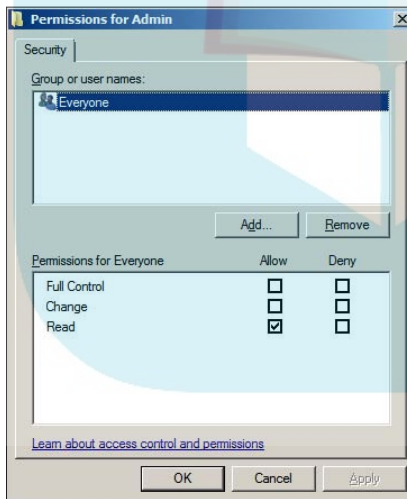 Permissions for Admin
Security
Group or user names:
Everyone
Add... Remove
Permissions for Everyone Allow Deny
Full Control
Change
Read
Learn about access control and permissions
OK Cancel Apply